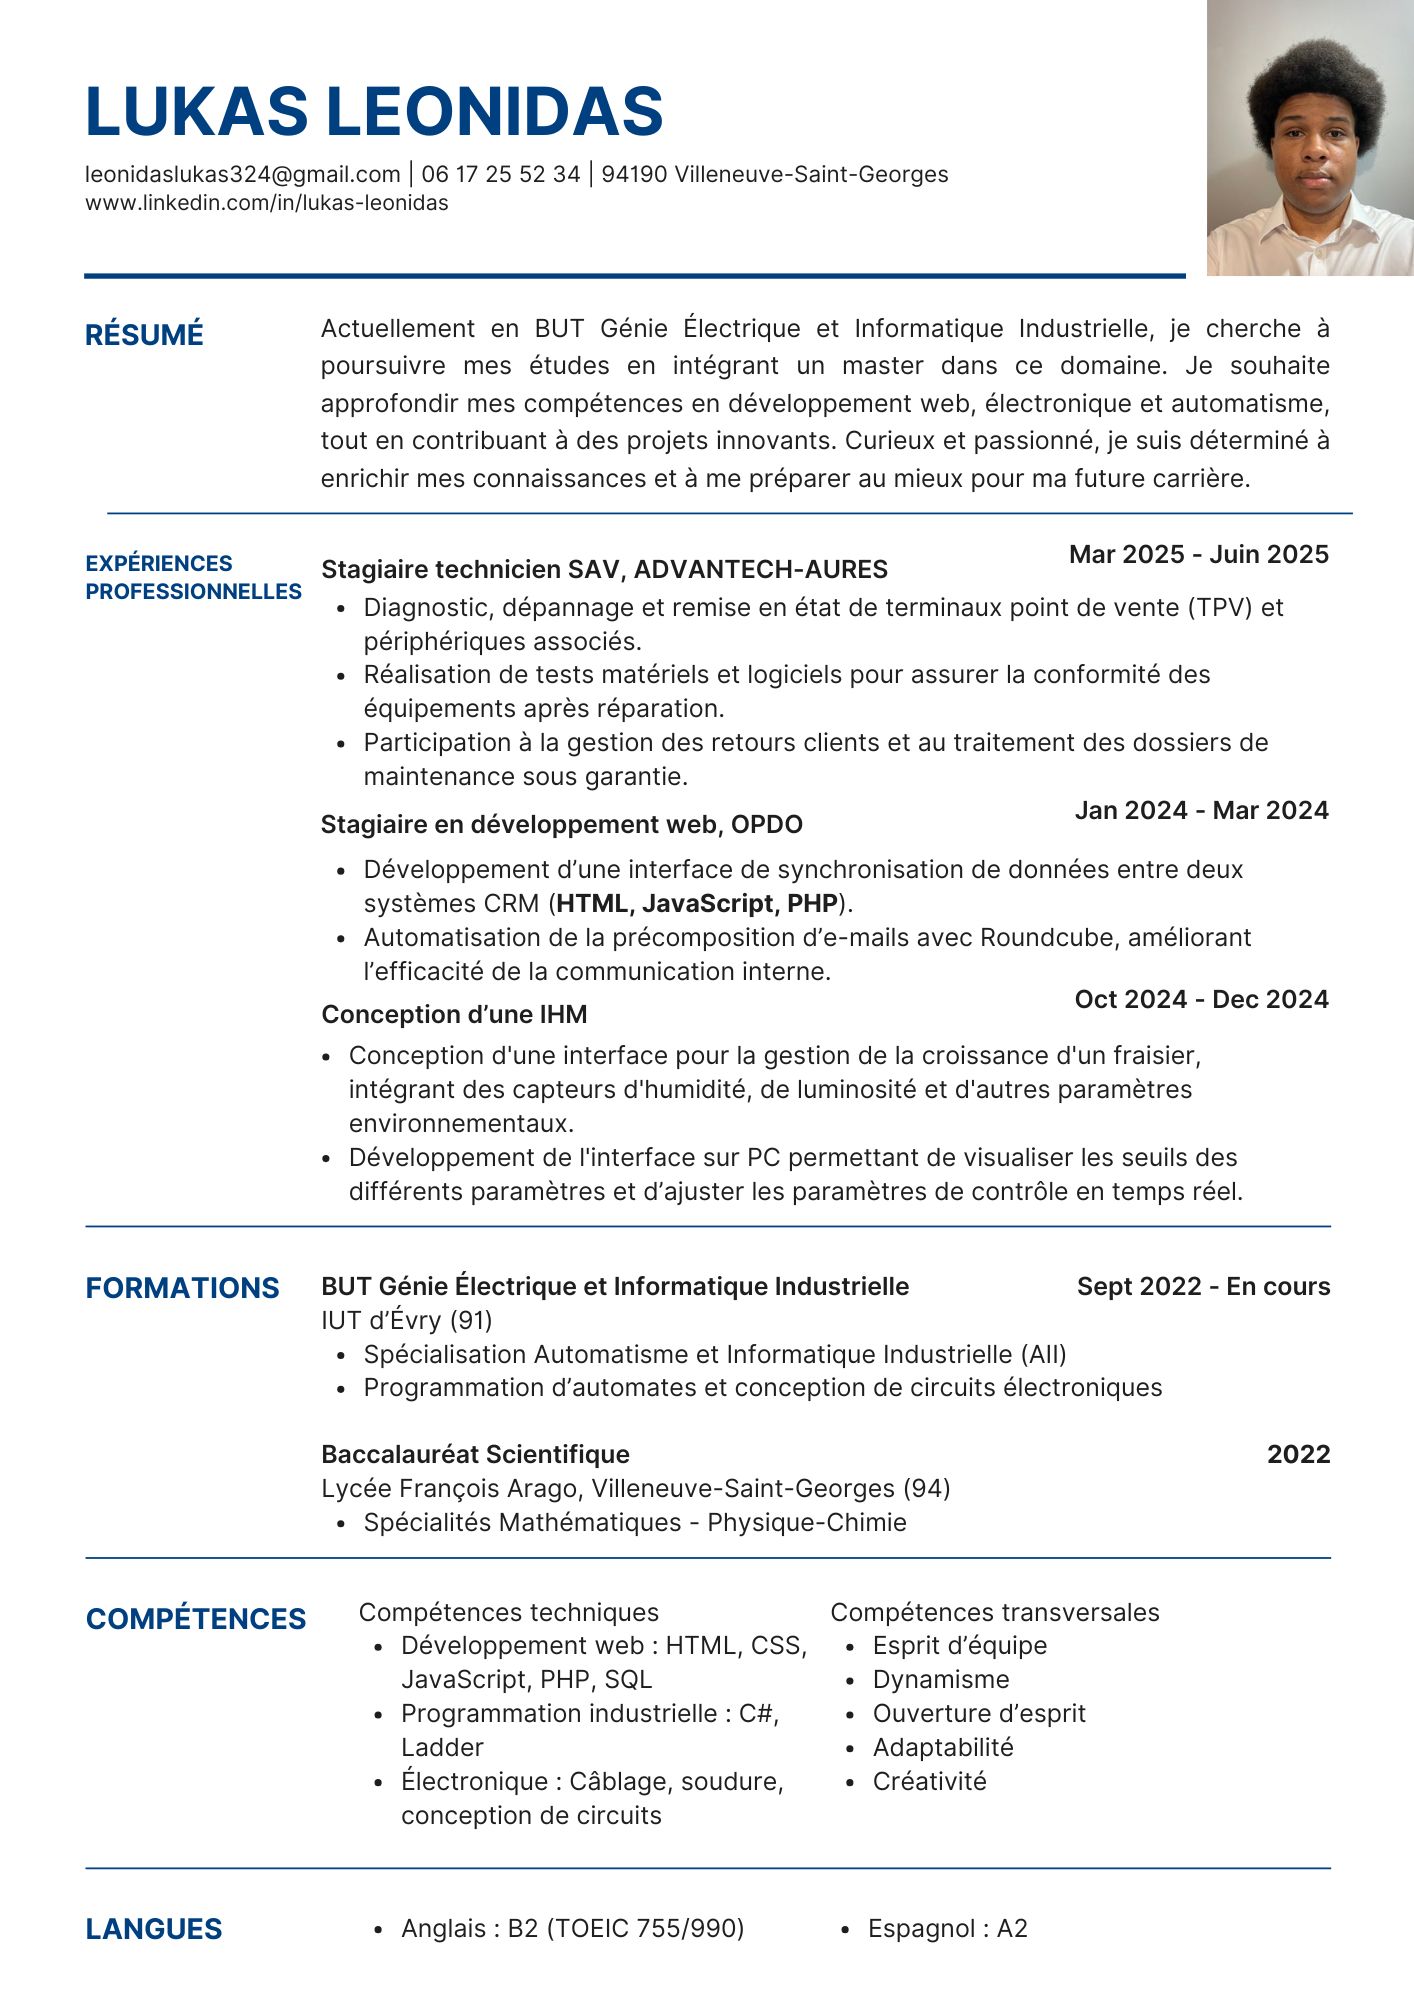 LUKAS LEONIDAS
leonidaslukas324@gmail.com | 06 17 25 52 34 | 94190 Villeneuve-Saint-Georges
www.linkedin.com/in/lukas-leonidas
RÉSUMÉ
Actuellement en BUT Génie Électrique et Informatique Industrielle, je cherche à
poursuivre mes études en intégrant un master dans ce domaine. Je souhaite
approfondir mes compétences en développement web, électronique et automatisme,
tout en contribuant à des projets innovants. Curieux et passionné, je suis déterminé à
enrichir mes connaissances et à me préparer au mieux pour ma future carrière.
EXPÉRIENCES
PROFESSIONNELLES
Stagiaire technicien SAV, ADVANTECH-AURES
Mar 2025 - Juin 2025
• Diagnostic, dépannage et remise en état de terminaux point de vente (TPV) et
périphériques associés.
• Réalisation de tests matériels et logiciels pour assurer la conformité des
équipements après réparation.
• Participation à la gestion des retours clients et au traitement des dossiers de
maintenance sous garantie.
Stagiaire en développement web, OPDO
Jan 2024 - Mar 2024
• Développement d’une interface de synchronisation de données entre deux
systèmes CRM (HTML, JavaScript, PHP).
• Automatisation de la précomposition d’e-mails avec Roundcube, améliorant
l’efficacité de la communication interne.
Conception d’une IHM
Oct 2024 - Dec 2024
• Conception d'une interface pour la gestion de la croissance d'un fraisier,
intégrant des capteurs d'humidité, de luminosité et d'autres paramètres
environnementaux.
• Développement de l'interface sur PC permettant de visualiser les seuils des
différents paramètres et d’ajuster les paramètres de contrôle en temps réel.
FORMATIONS
BUT Génie Électrique et Informatique Industrielle
Sept 2022 - En cours
IUT d’Évry (91)
• Spécialisation Automatisme et Informatique Industrielle (AII)
• Programmation d’automates et conception de circuits électroniques
Baccalauréat Scientifique
2022
Lycée François Arago, Villeneuve-Saint-Georges (94)
• Spécialités Mathématiques - Physique-Chimie
COMPÉTENCES
Compétences techniques
• Développement web : HTML, CSS,
JavaScript, PHP, SQL
• Programmation industrielle : C#,
Ladder
• Électronique : Câblage, soudure,
conception de circuits
Compétences transversales
• Esprit d’équipe
• Dynamisme
• Ouverture d’esprit
• Adaptabilité
• Créativité
LANGUES
• Anglais : B2 (TOEIC 755/990)
• Espagnol : A2